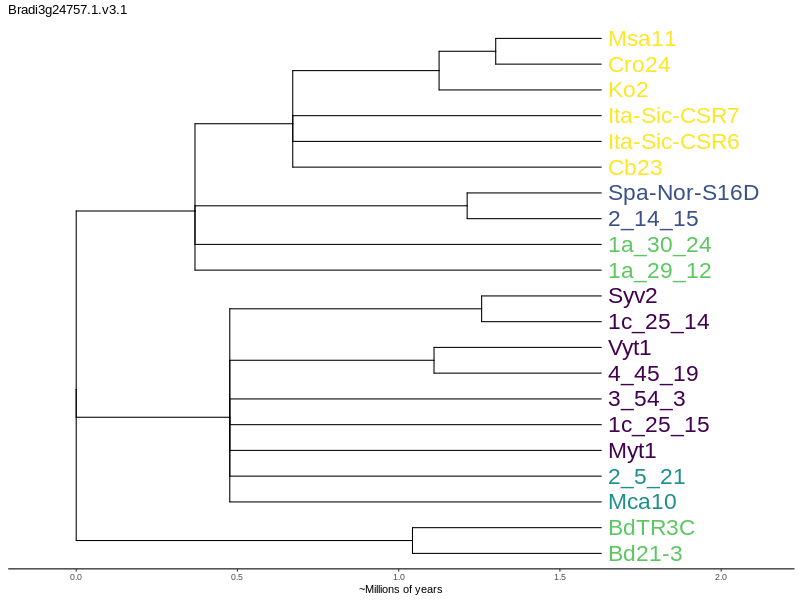 Bradi3g24757.1.v3.1
Msa11
Cro24
Ko2
Ita-Sic-CSR7
Ita-Sic-CSR6
Cb23
Spa-Nor-S16D
2_14_15
1a_30_24
1a_29_12
Syv2
1c_25_14
Vyt1
4_45_19
3_54_3
1c_25_15
Myt1
2_5_21
Mca10
BdTR3C
Bd21-3
0.0 0.5 1.0 1.5 2.0
~Millions of years